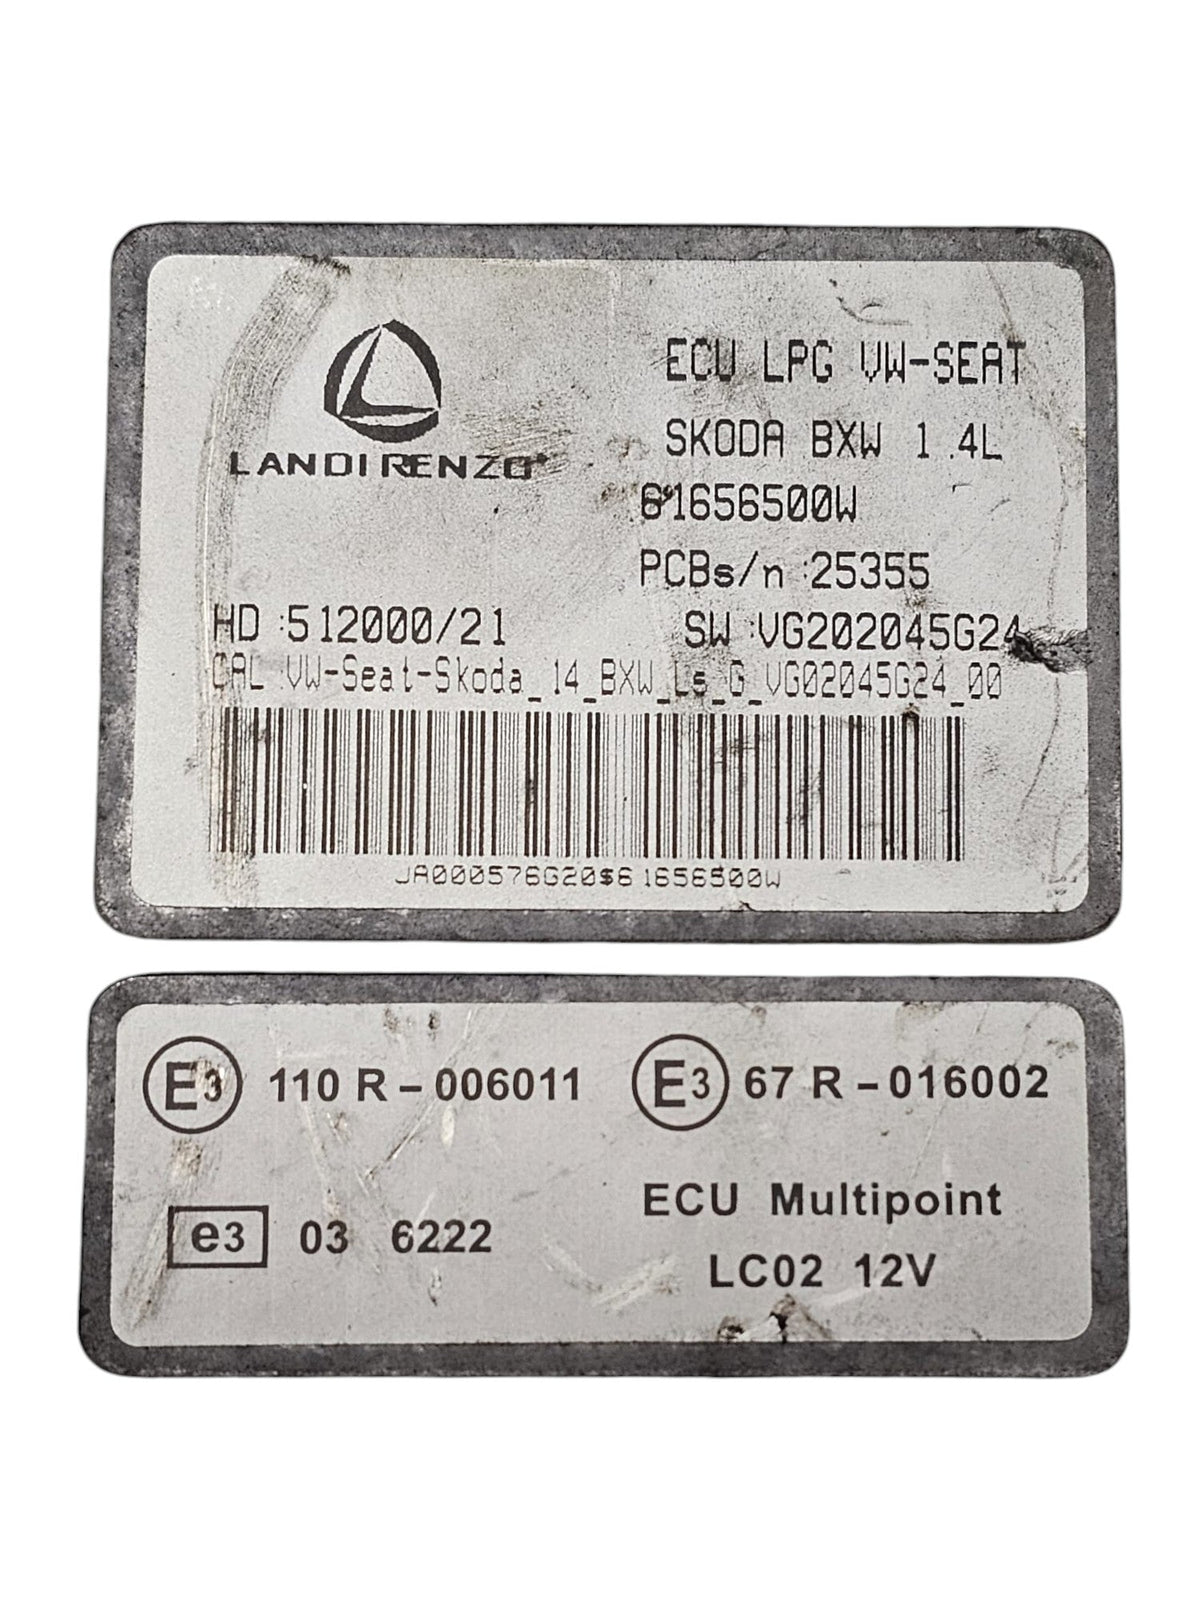 LANDIRENZO®
ECU LPG VW-SEAT
SKODA BXW 1.4L
61656500W
PCBs/n :25355
HD :512000/21 SW :VG202045G24
CAL :VW-Seat-Skoda_14_BXW_Ls_G_VG02045G24_00
JA000576G20$61656500W
E3 110 R - 006011 E3 67 R - 016002
e3 03 6222
ECU Multipoint
LC02 12V